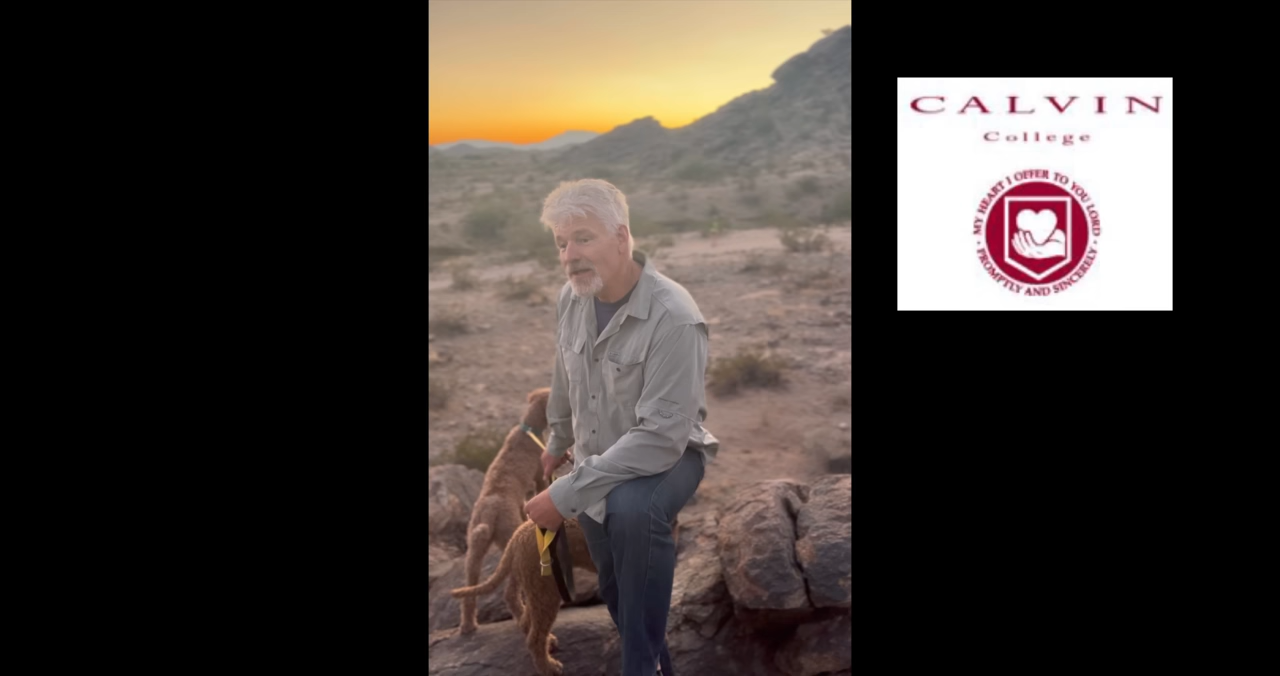 CALVIN
College
MY HEART I OFFER TO YOU LORD
· PROMPTLY AND SINCERELY ·